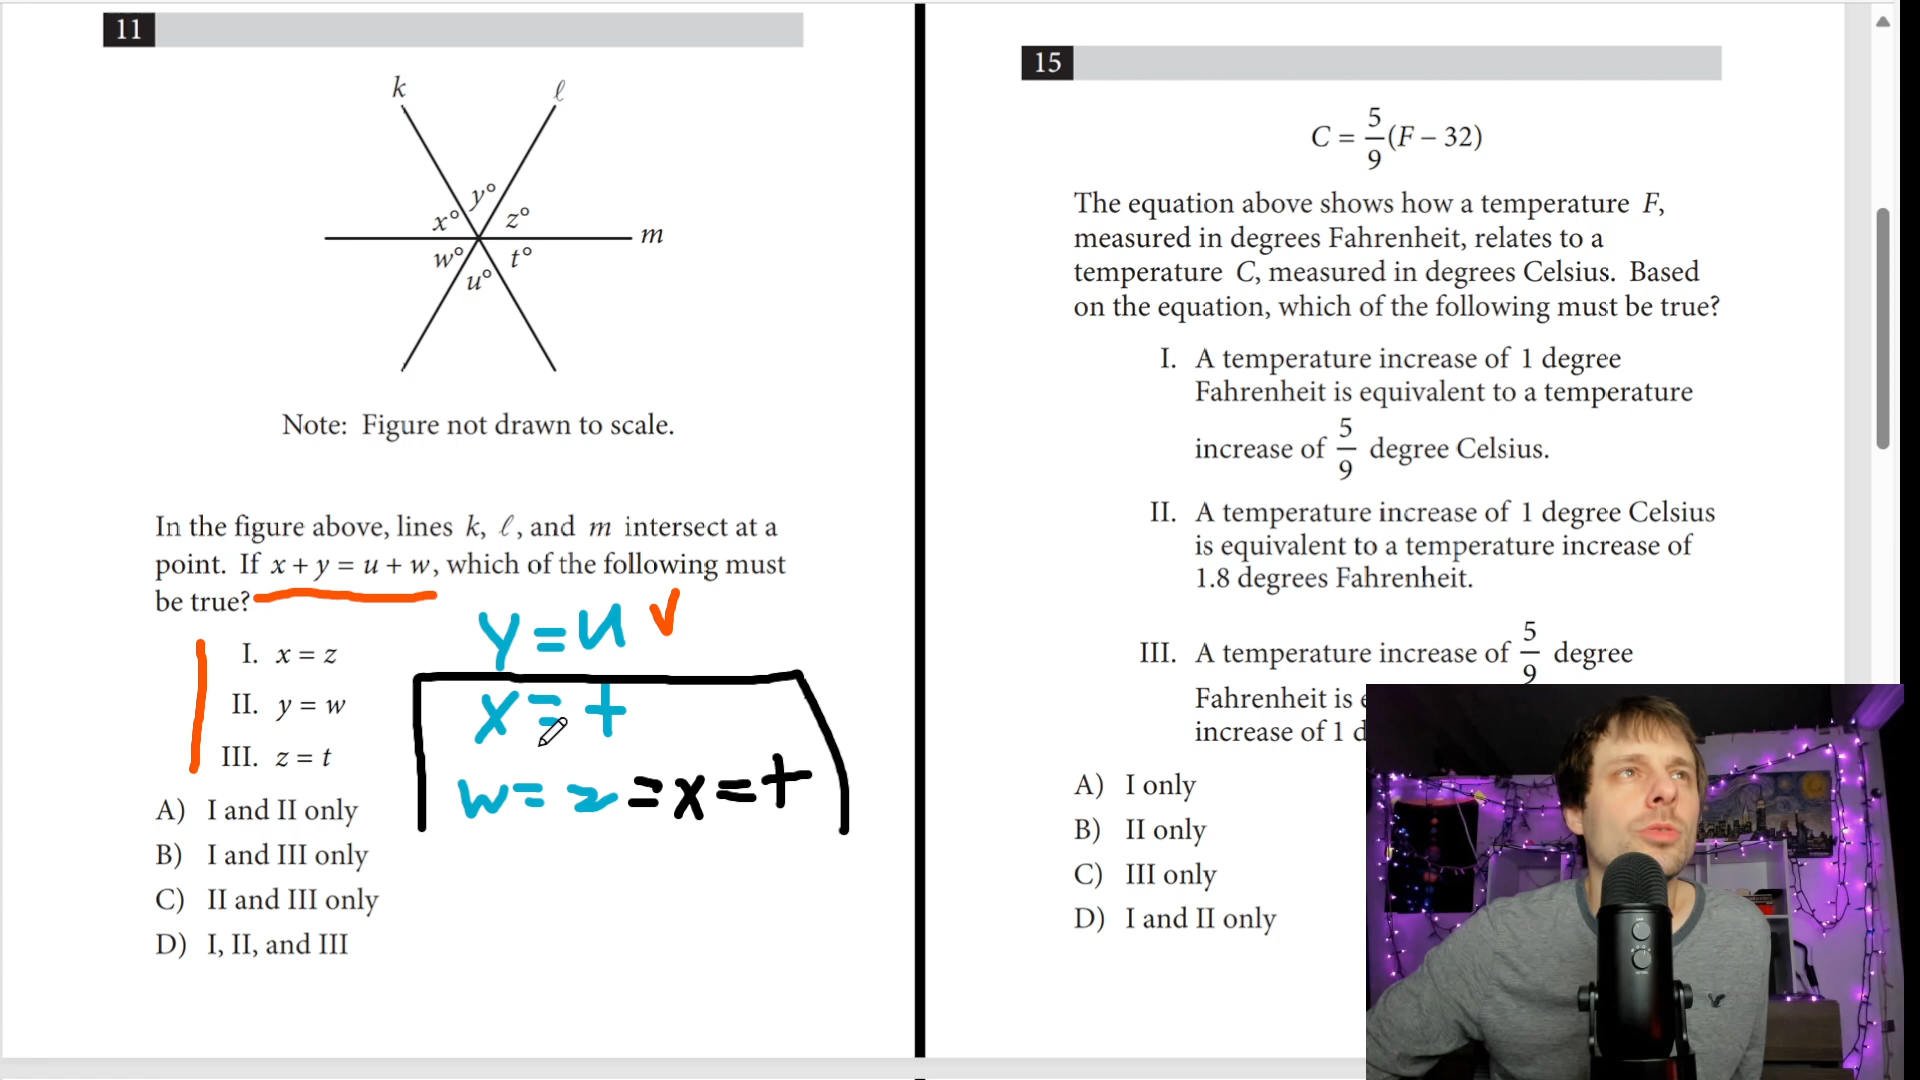 11
k
ℓ
y°
x°
z°
m
w°
t°
u°
Note: Figure not drawn to scale.
In the figure above, lines k, ℓ, and m intersect at a
point. If x + y = u + w, which of the following must
be true?
y = u ✓
I. x = z
x = t
II. y = w
III. z = t
w = z = x = t
A) I and II only
B) I and III only
C) II and III only
D) I, II, and III
15
C = 5/9 (F – 32)
The equation above shows how a temperature F,
measured in degrees Fahrenheit, relates to a
temperature C, measured in degrees Celsius. Based
on the equation, which of the following must be true?
I. A temperature increase of 1 degree
Fahrenheit is equivalent to a temperature
increase of 5/9 degree Celsius.
II. A temperature increase of 1 degree Celsius
is equivalent to a temperature increase of
1.8 degrees Fahrenheit.
III. A temperature increase of 5/9 degree
Fahrenheit is
increase of 1 d
A) I only
B) II only
C) III only
D) I and II only